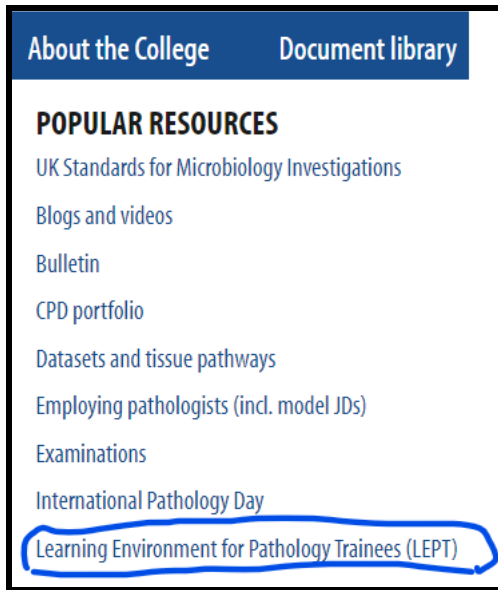 About the College Document library
POPULAR RESOURCES
UK Standards for Microbiology Investigations
Blogs and videos
Bulletin
CPD portfolio
Datasets and tissue pathways
Employing pathologists (incl. model JDs)
Examinations
International Pathology Day
Learning Environment for Pathology Trainees (LEPT)